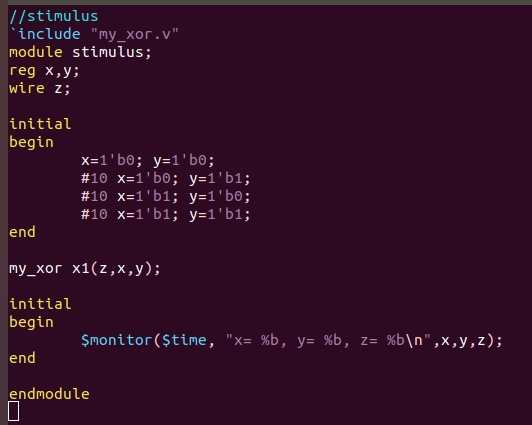 //stimulus
`include "my_xor.v"
module stimulus;
reg x,y;
wire z;
initial
begin
x=1'b0; y=1'b0;
#10 x=1'b0; y=1'b1;
#10 x=1'b1; y=1'b0;
#10 x=1'b1; y=1'b1;
end
my_xor x1(z,x,y);
initial
begin
$monitor($time, "x= %b, y= %b, z= %b\n",x,y,z);
end
endmodule